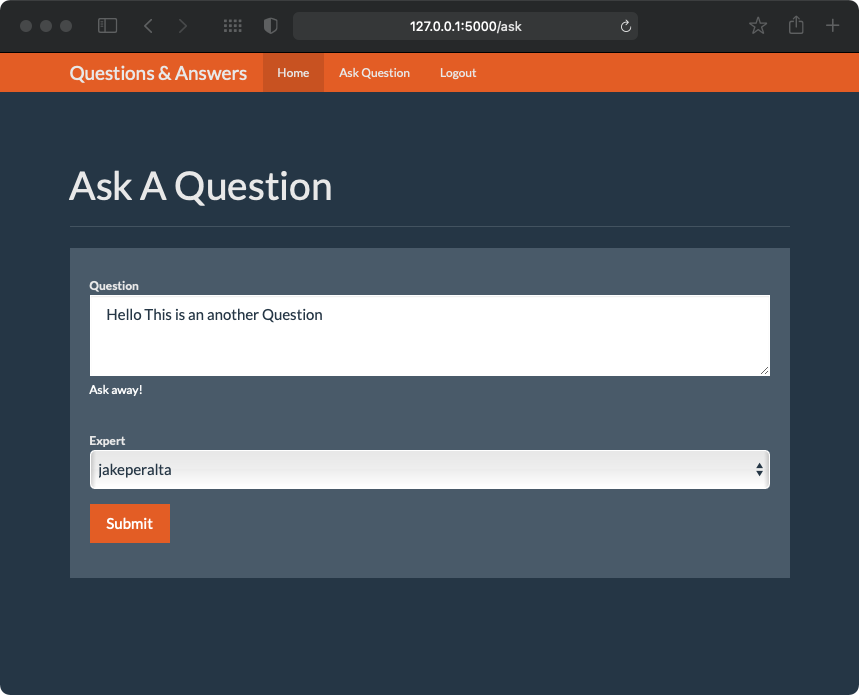 127.0.0.1:5000/ask
Questions & Answers Home Ask Question Logout
Ask A Question
Question
Hello This is an another Question
Ask away!
Expert
jakeperalta
Submit